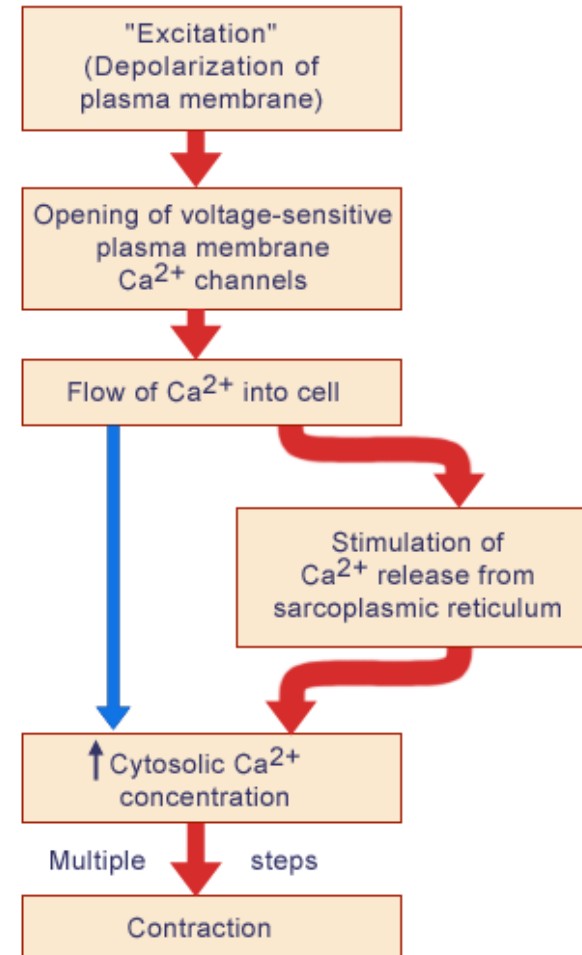 "Excitation"
(Depolarization of
plasma membrane)
Opening of voltage-sensitive
plasma membrane
Ca²⁺ channels
Flow of Ca²⁺ into cell
Stimulation of
Ca²⁺ release from
sarcoplasmic reticulum
↑Cytosolic Ca²⁺
concentration
Multiple steps
Contraction